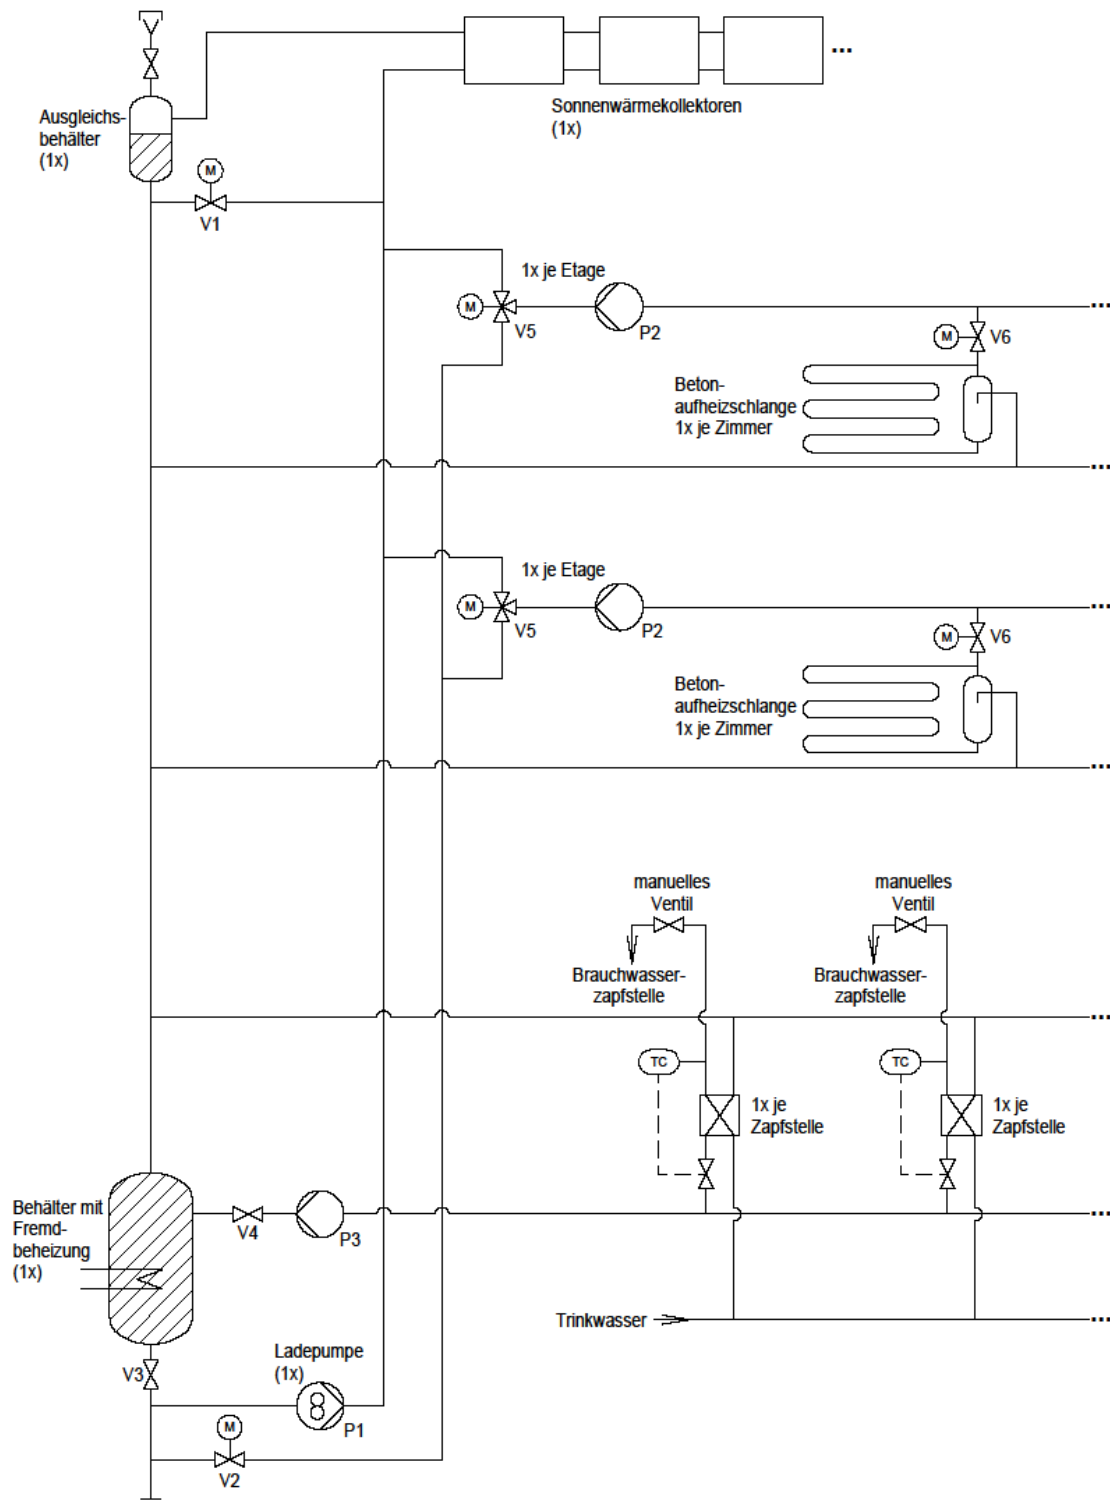 Sonnenwärmekollektoren
(1x)
...
Ausgleichs-
behälter
(1x)
M
V1
1x je Etage
M
V5
P2
...
M
V6
Beton-
aufheizschlange
1x je Zimmer
...
1x je Etage
M
V5
P2
...
M
V6
Beton-
aufheizschlange
1x je Zimmer
...
manuelles
Ventil
Brauchwasser-
zapfstelle
manuelles
Ventil
Brauchwasser-
zapfstelle
...
TC
1x je
Zapfstelle
TC
1x je
Zapfstelle
Behälter mit
Fremd-
beheizung
(1x)
V4
P3
...
Trinkwasser
...
V3
Ladepumpe
(1x)
P1
M
V2